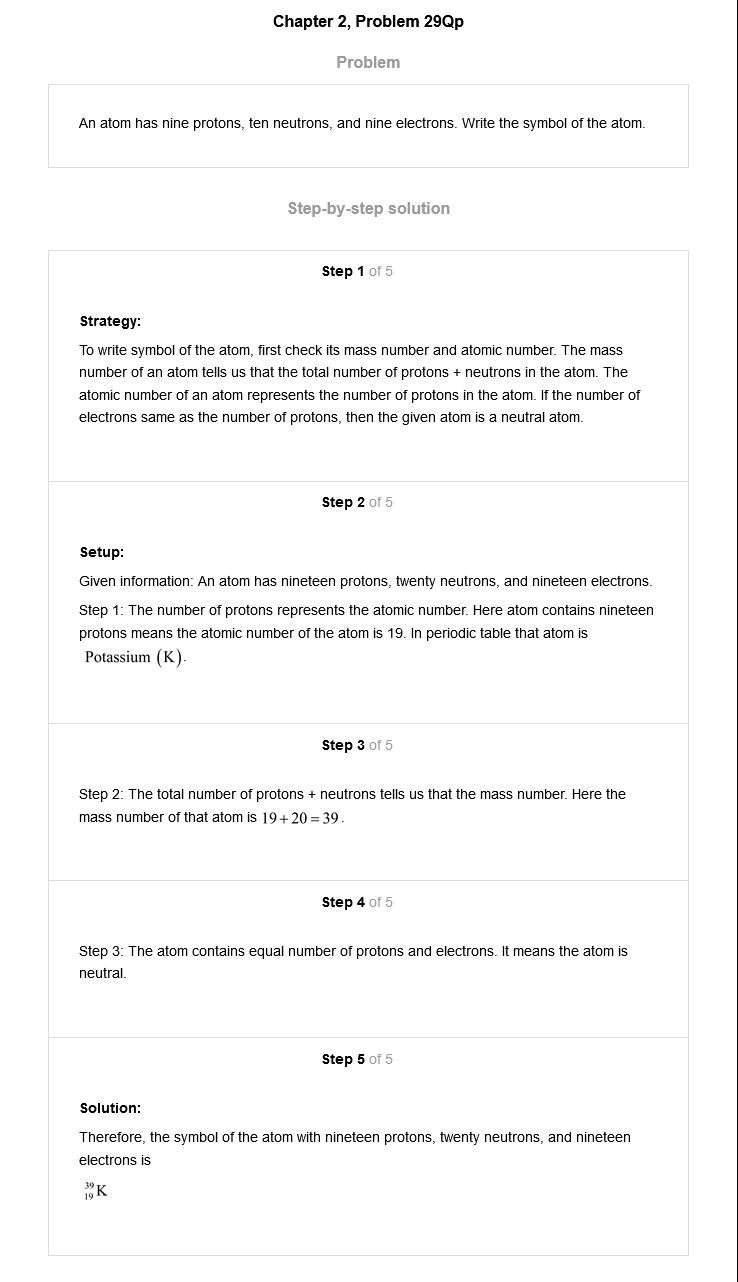 Chapter 2, Problem 29Qp
Problem
An atom has nine protons, ten neutrons, and nine electrons. Write the symbol of the atom.
Step-by-step solution
Step 1 of 5
Strategy:
To write symbol of the atom, first check its mass number and atomic number. The mass
number of an atom tells us that the total number of protons + neutrons in the atom. The
atomic number of an atom represents the number of protons in the atom. If the number of
electrons same as the number of protons, then the given atom is a neutral atom.
Step 2 of 5
Setup:
Given information: An atom has nineteen protons, twenty neutrons, and nineteen electrons.
Step 1: The number of protons represents the atomic number. Here atom contains nineteen
protons means the atomic number of the atom is 19. In periodic table that atom is
Potassium (K).
Step 3 of 5
Step 2: The total number of protons + neutrons tells us that the mass number. Here the
mass number of that atom is 19+20=39.
Step 4 of 5
Step 3: The atom contains equal number of protons and electrons. It means the atom is
neutral.
Step 5 of 5
Solution:
Therefore, the symbol of the atom with nineteen protons, twenty neutrons, and nineteen
electrons is
³⁹₁₉K